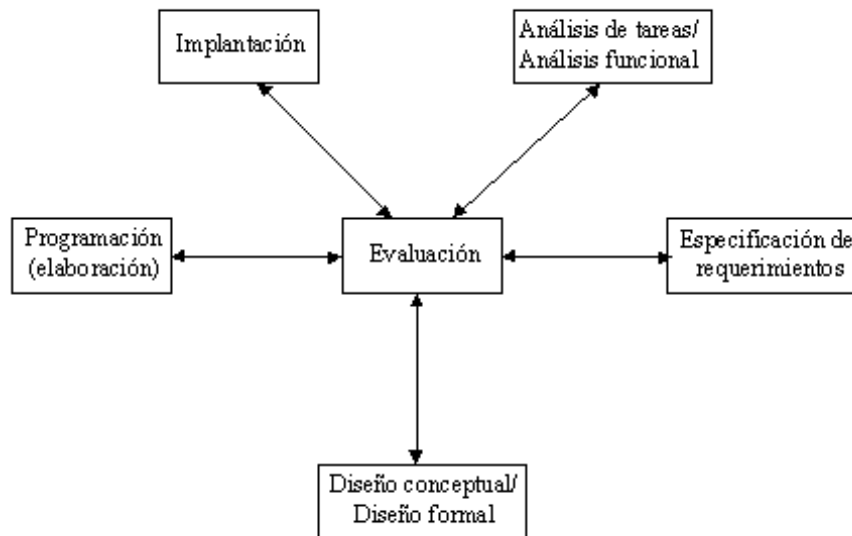 Implantación
Análisis de tareas/
Análisis funcional
Programación
(elaboración)
Evaluación
Especificación de
requerimientos
Diseño conceptual/
Diseño formal